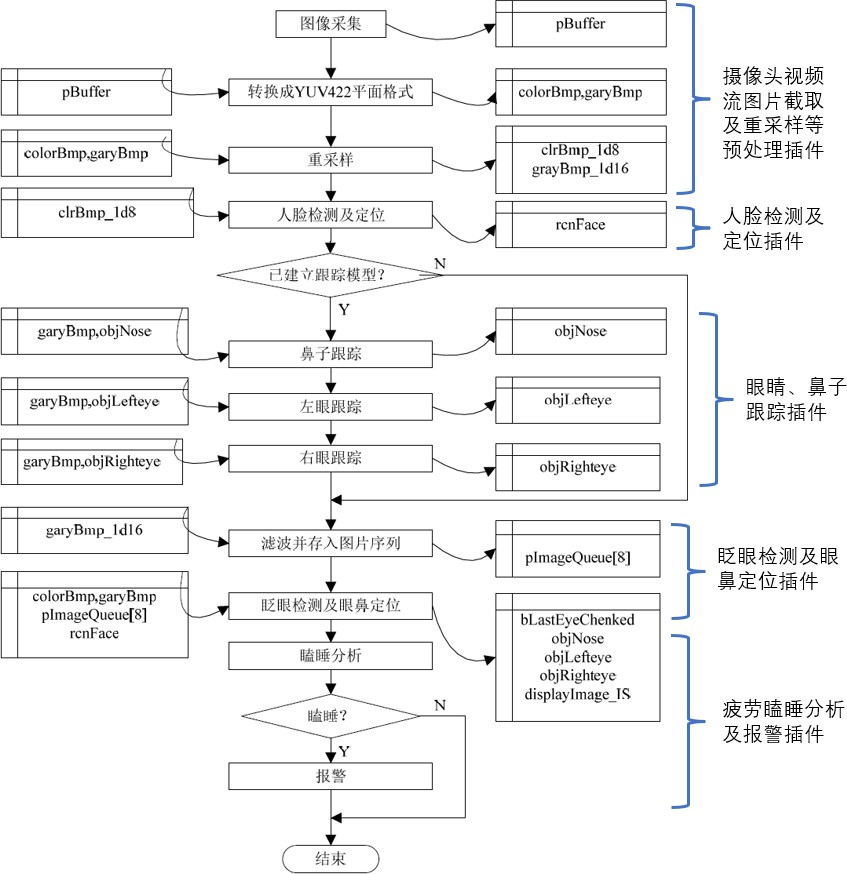 图像采集
pBuffer
pBuffer
转换成YUV422平面格式
colorBmp,garyBmp
摄像头视频
流图片截取
及重采样等
预处理插件
colorBmp,garyBmp
重采样
clrBmp_1d8
grayBmp_1d16
clrBmp_1d8
人脸检测及定位
rcnFace
人脸检测及
定位插件
已建立跟踪模型?
N
Y
garyBmp,objNose
鼻子跟踪
objNose
garyBmp,objLefteye
左眼跟踪
objLefteye
眼睛、鼻子
跟踪插件
garyBmp,objRighteye
右眼跟踪
objRighteye
garyBmp_1d16
滤波并存入图片序列
pImageQueue[8]
眨眼检测及眼
鼻定位插件
colorBmp,garyBmp
pImageQueue[8]
rcnFace
眨眼检测及眼鼻定位
bLastEyeChenked
objNose
objLefteye
objRighteye
displayImage_IS
瞌睡分析
瞌睡?
N
Y
疲劳瞌睡分析
及报警插件
报警
结束